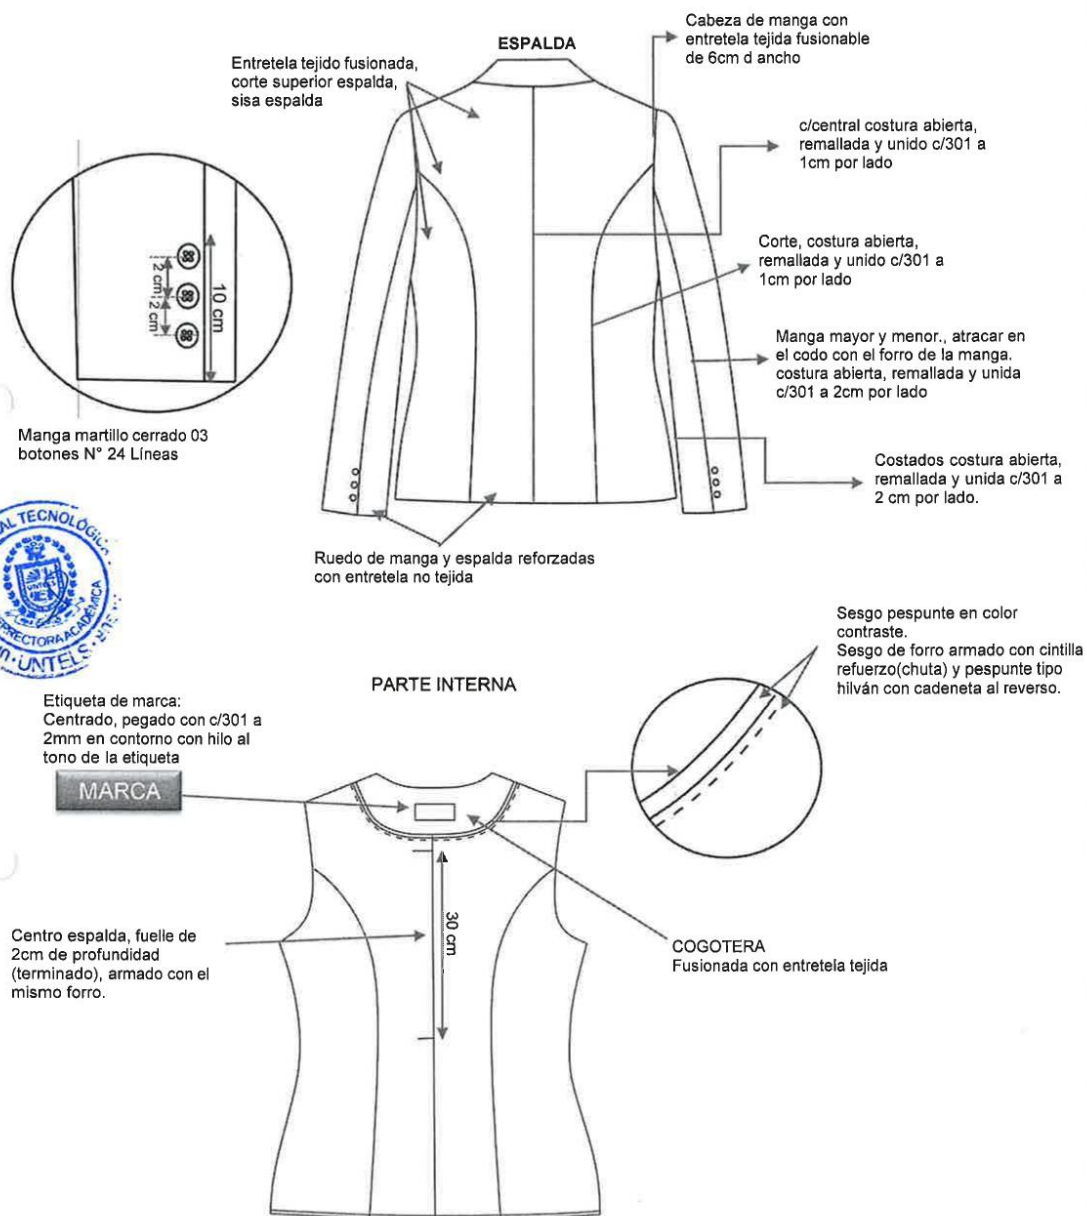 ESPALDA
Cabeza de manga con
entretela tejida fusionable
de 6cm d ancho
Entretela tejido fusionada,
corte superior espalda,
sisa espalda
c/central costura abierta,
remallada y unido c/301 a
1cm por lado
Corte, costura abierta,
remallada y unido c/301 a
1cm por lado
2 cm
2 cm
10 cm
Manga mayor y menor., atracar en
el codo con el forro de la manga.
costura abierta, remallada y unida
c/301 a 2cm por lado
Manga martillo cerrado 03
botones N° 24 Líneas
Costados costura abierta,
remallada y unida c/301 a
2 cm por lado.
Ruedo de manga y espalda reforzadas
con entretela no tejida
AL TECNOLÓGICA
RECTORA ACADÉMICA
UNTELS
Sesgo pespunte en color
contraste.
Sesgo de forro armado con cintilla
refuerzo(chuta) y pespunte tipo
hilván con cadeneta al reverso.
PARTE INTERNA
Etiqueta de marca:
Centrado, pegado con c/301 a
2mm en contorno con hilo al
tono de la etiqueta
MARCA
30 cm
Centro espalda, fuelle de
2cm de profundidad
(terminado), armado con el
mismo forro.
COGOTERA
Fusionada con entretela tejida